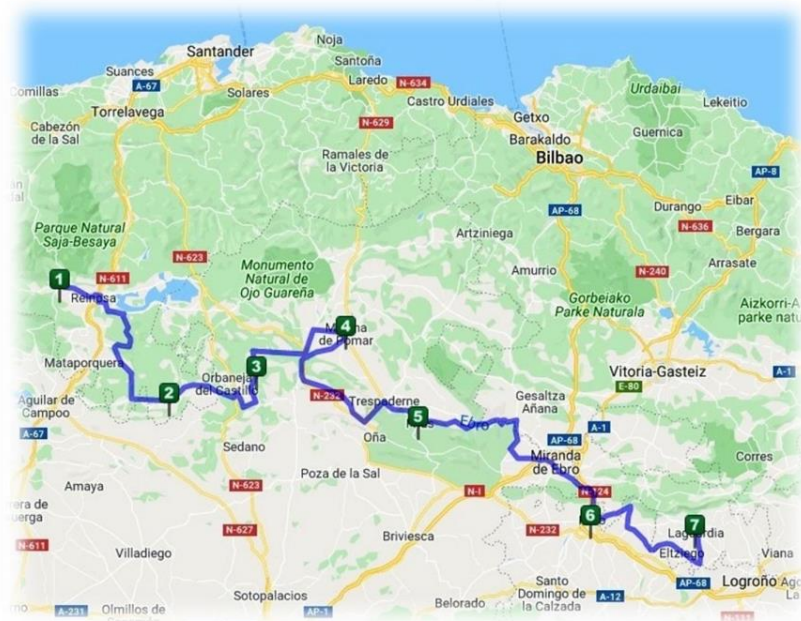 Noja
Santander
Comillas
Suances
A-67
Santoña
Laredo
N-634
Urdaibai
Solares
Castro Urdiales
Lekeitio
Torrelavega
Getxo
Cabezón
de la Sal
N-629
Barakaldo
Guernica
Bilbao
Ramales de
la Victoria
AP-8
Eibar
Durango
AP-68
Parque Natural
Saja-Besaya
N-636
Artziniega
Bergara
N-623
Monumento
Natural de
Ojo Guareña
Amurrio
N-240
Arrasate
1
N-611
Reinosa
Gorbeiako
Parke Naturala
Aizkorri-A
parke natu
4
de Pomar
Mataporquera
3
Vitoria-Gasteiz
A-1
Orbaneja
del Castillo
2
E-80
Aguilar de
Campoo
N-232
Trespaderne
Gesaltza
Añana
5
Ebro
A-67
Oña
Sedano
AP-68
A-1
Miranda
de Ebro
Corres
Poza de la Sal
Amaya
N-623
N-I
N-124
6
7
N-627
N-232
N-611
Briviesca
Eltziego
Viana
Villadiego
Logroño
AP-68
Santo
Domingo de
la Calzada
A-12
Sotopalacios
Belorado
A-231
Olmillos de
AP-1